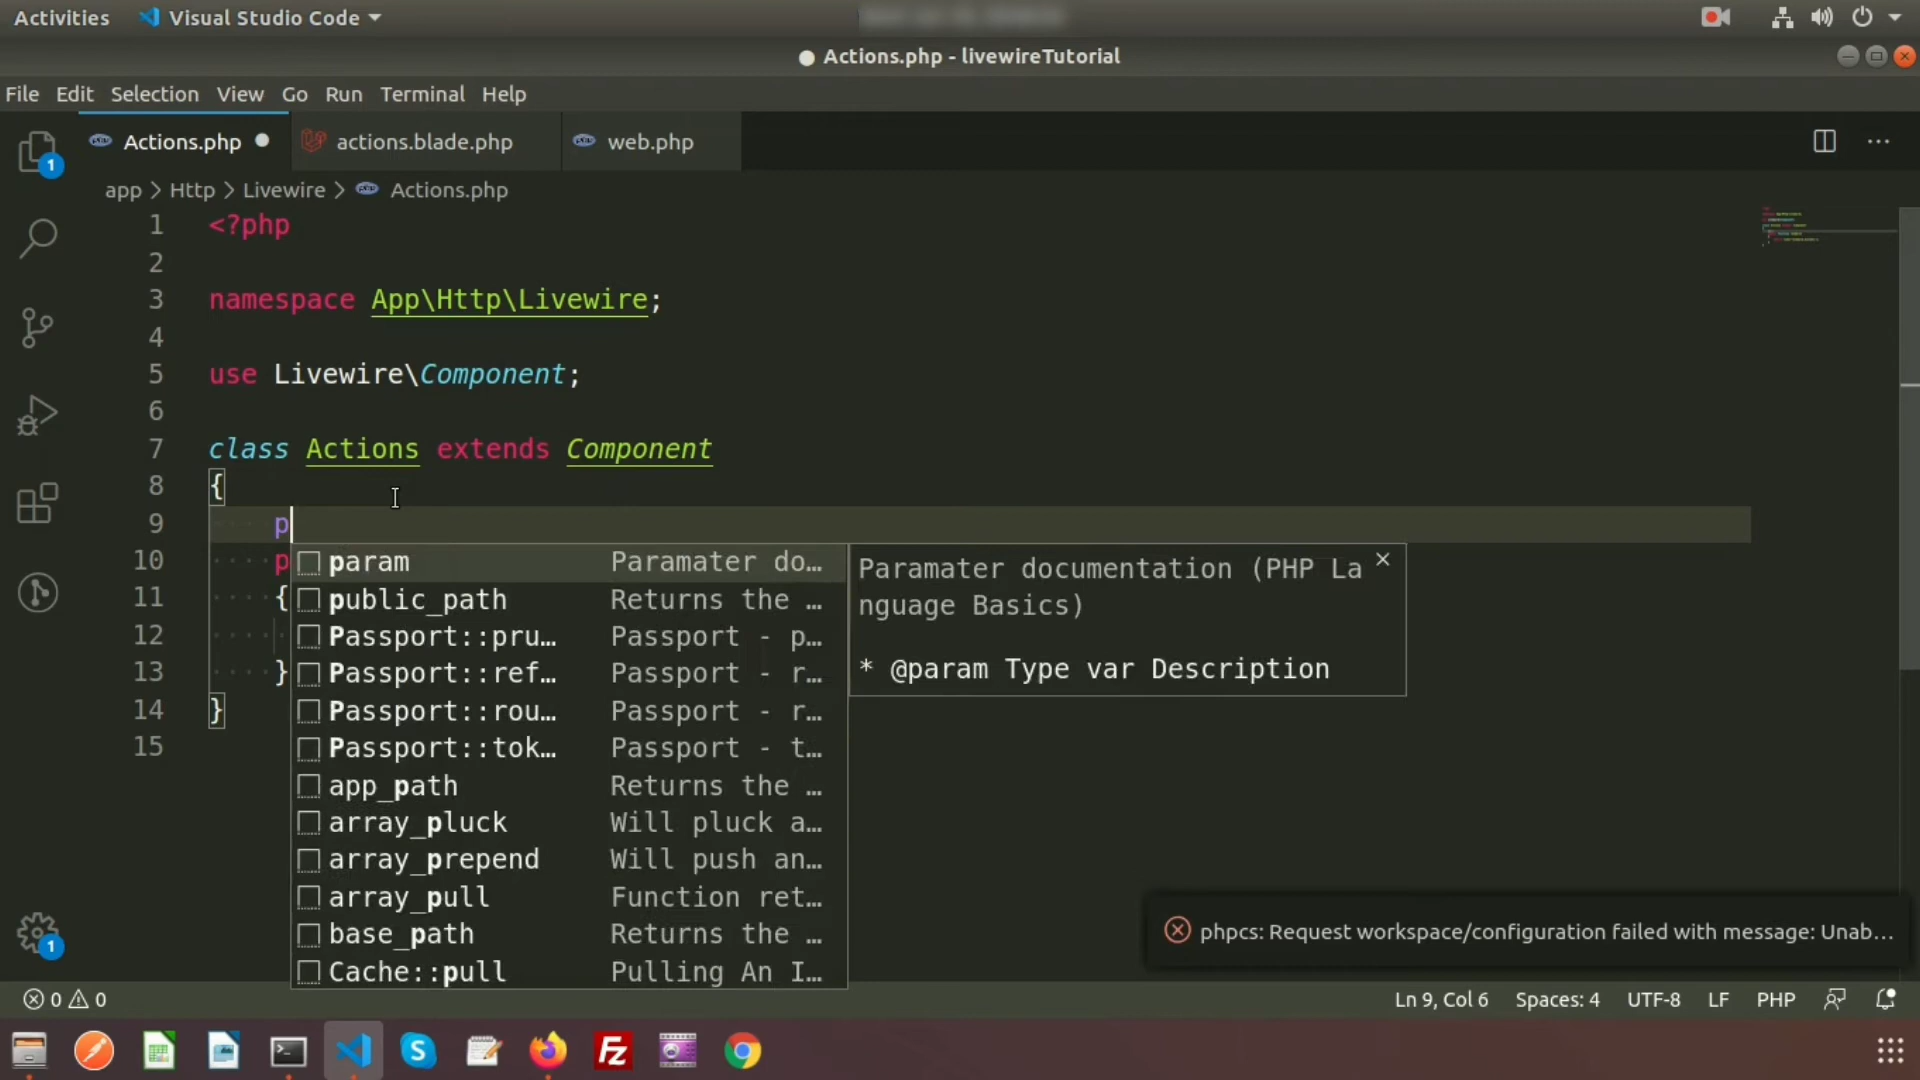 Activities Visual Studio Code
Actions.php - livewireTutorial
File Edit Selection View Go Run Terminal Help
Actions.php actions.blade.php web.php
app > Http > Livewire > Actions.php
1 <?php
2
3 namespace App\Http\Livewire;
4
5 use Livewire\Component;
6
7 class Actions extends Component
8 {
9 p
10 p
11 {
12
13 }
14 }
15
param Paramater do…
public_path Returns the …
Passport::pru… Passport - p…
Passport::ref… Passport - r…
Passport::rou… Passport - r…
Passport::tok… Passport - t…
app_path Returns the …
array_pluck Will pluck a…
array_prepend Will push an…
array_pull Function ret…
base_path Returns the …
Cache::pull Pulling An I…
Paramater documentation (PHP La
nguage Basics)
* @param Type var Description
phpcs: Request workspace/configuration failed with message: Unab…
1
1
0 0 Ln 9, Col 6 Spaces: 4 UTF-8 LF PHP
S
Fz